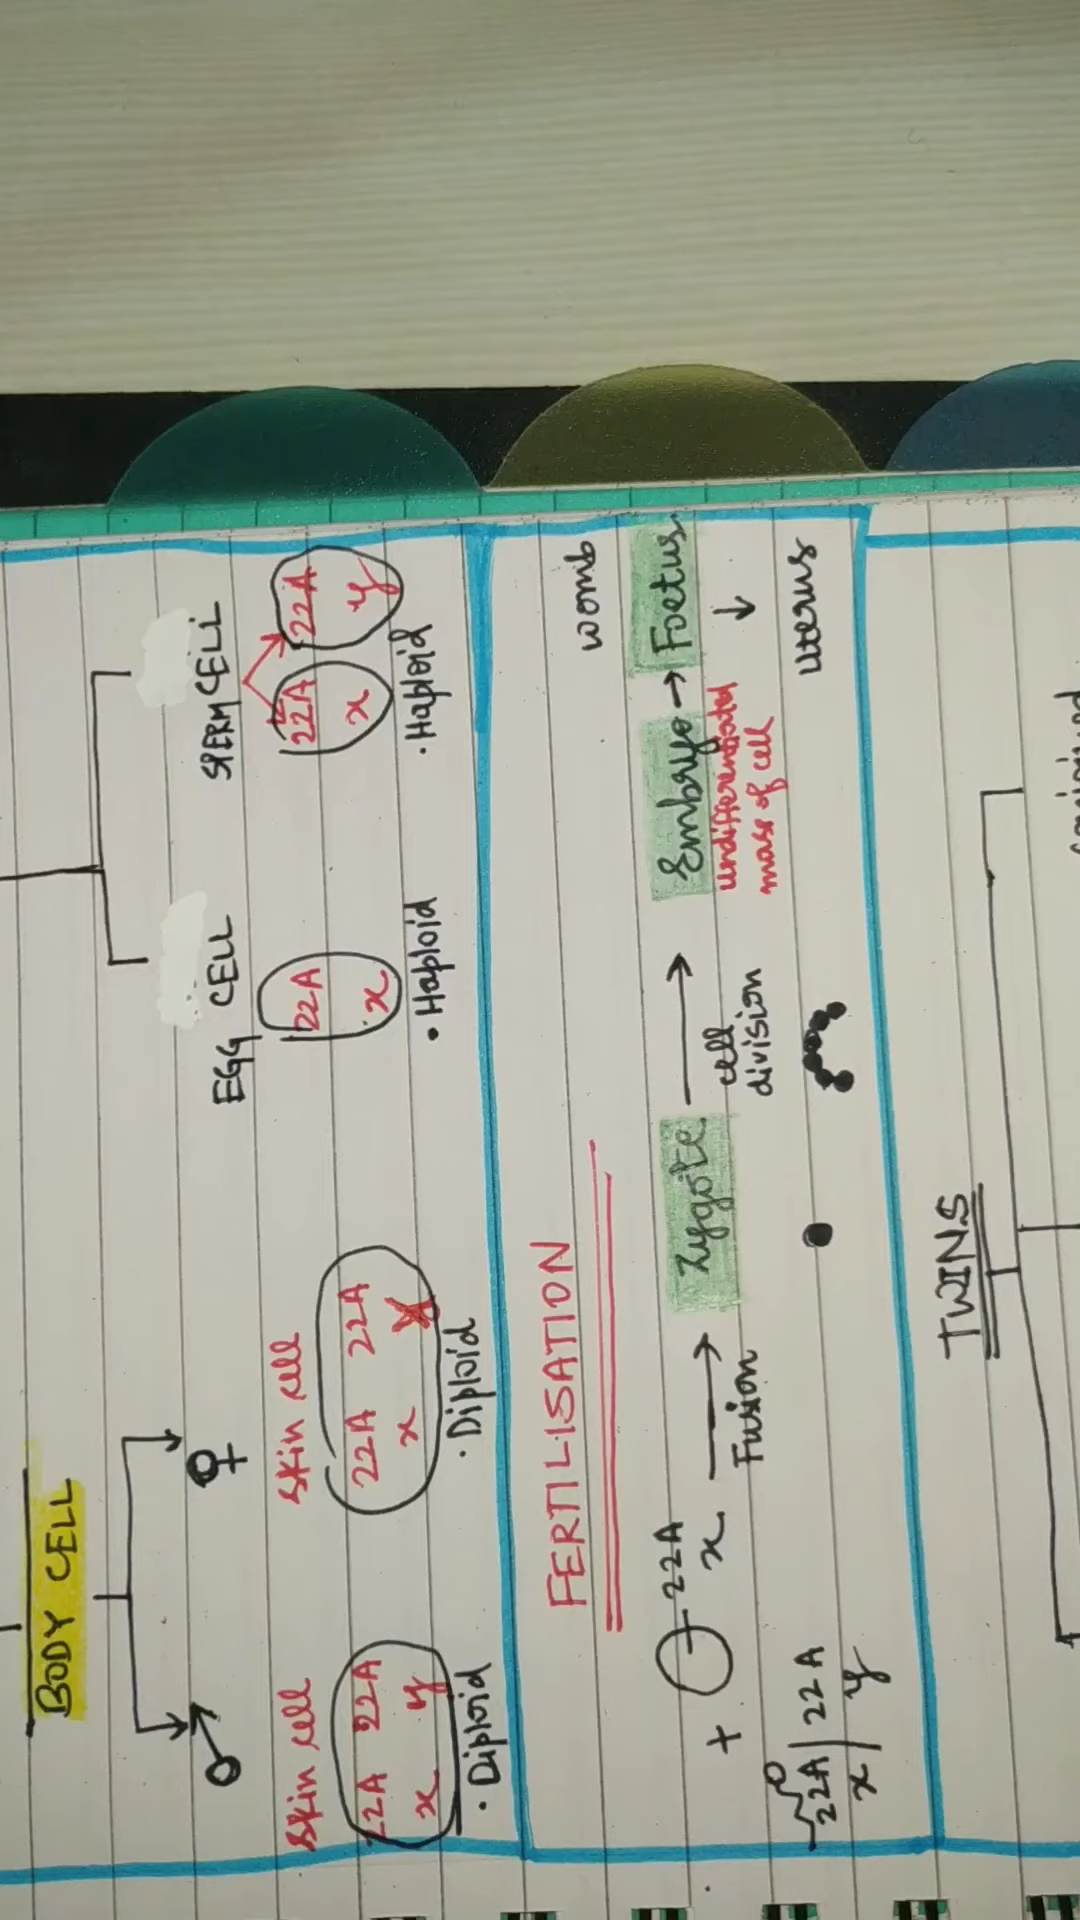 BODY CELL
EGG CELL
SPERM CELL
skin cell
skin cell
22A 22A
x y
22A 22A
x X
22A
x
22A
x
22A
y
• Diploid
• Diploid
• Haploid
• Haploid
FERTILISATION
womb
+ 22A
x
Fusion
Zygote
cell
division
Embryo → Foetus
undifferentiated
mass of cell
↓
uterus
22A | 22A
x | y
TWINS